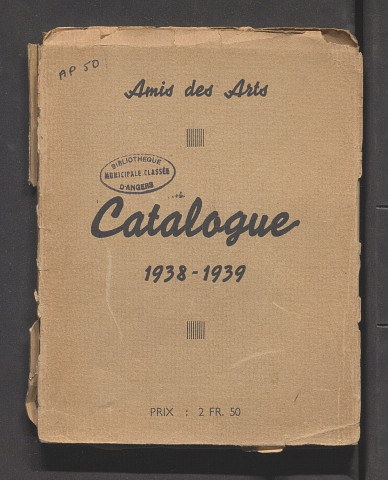 AP 50
Amis des Arts
BIBLIOTHEQUE
MUNICIPALE CLASSÉE
D'ANGERS
Catalogue
1938-1939
PRIX : 2 FR. 50